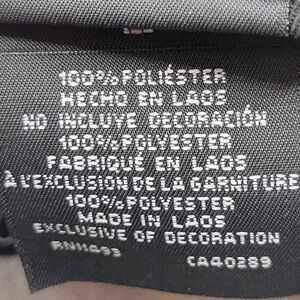 100% POLIÉSTER
HECHO EN LAOS
NO INCLUYE DECORACIÓN
100% POLYESTER
FABRIQUÉ EN LAOS
À L'EXCLUSION DE LA GARNITURE
100% POLYESTER
MADE IN LAOS
EXCLUSIVE OF DECORATION
CA40289